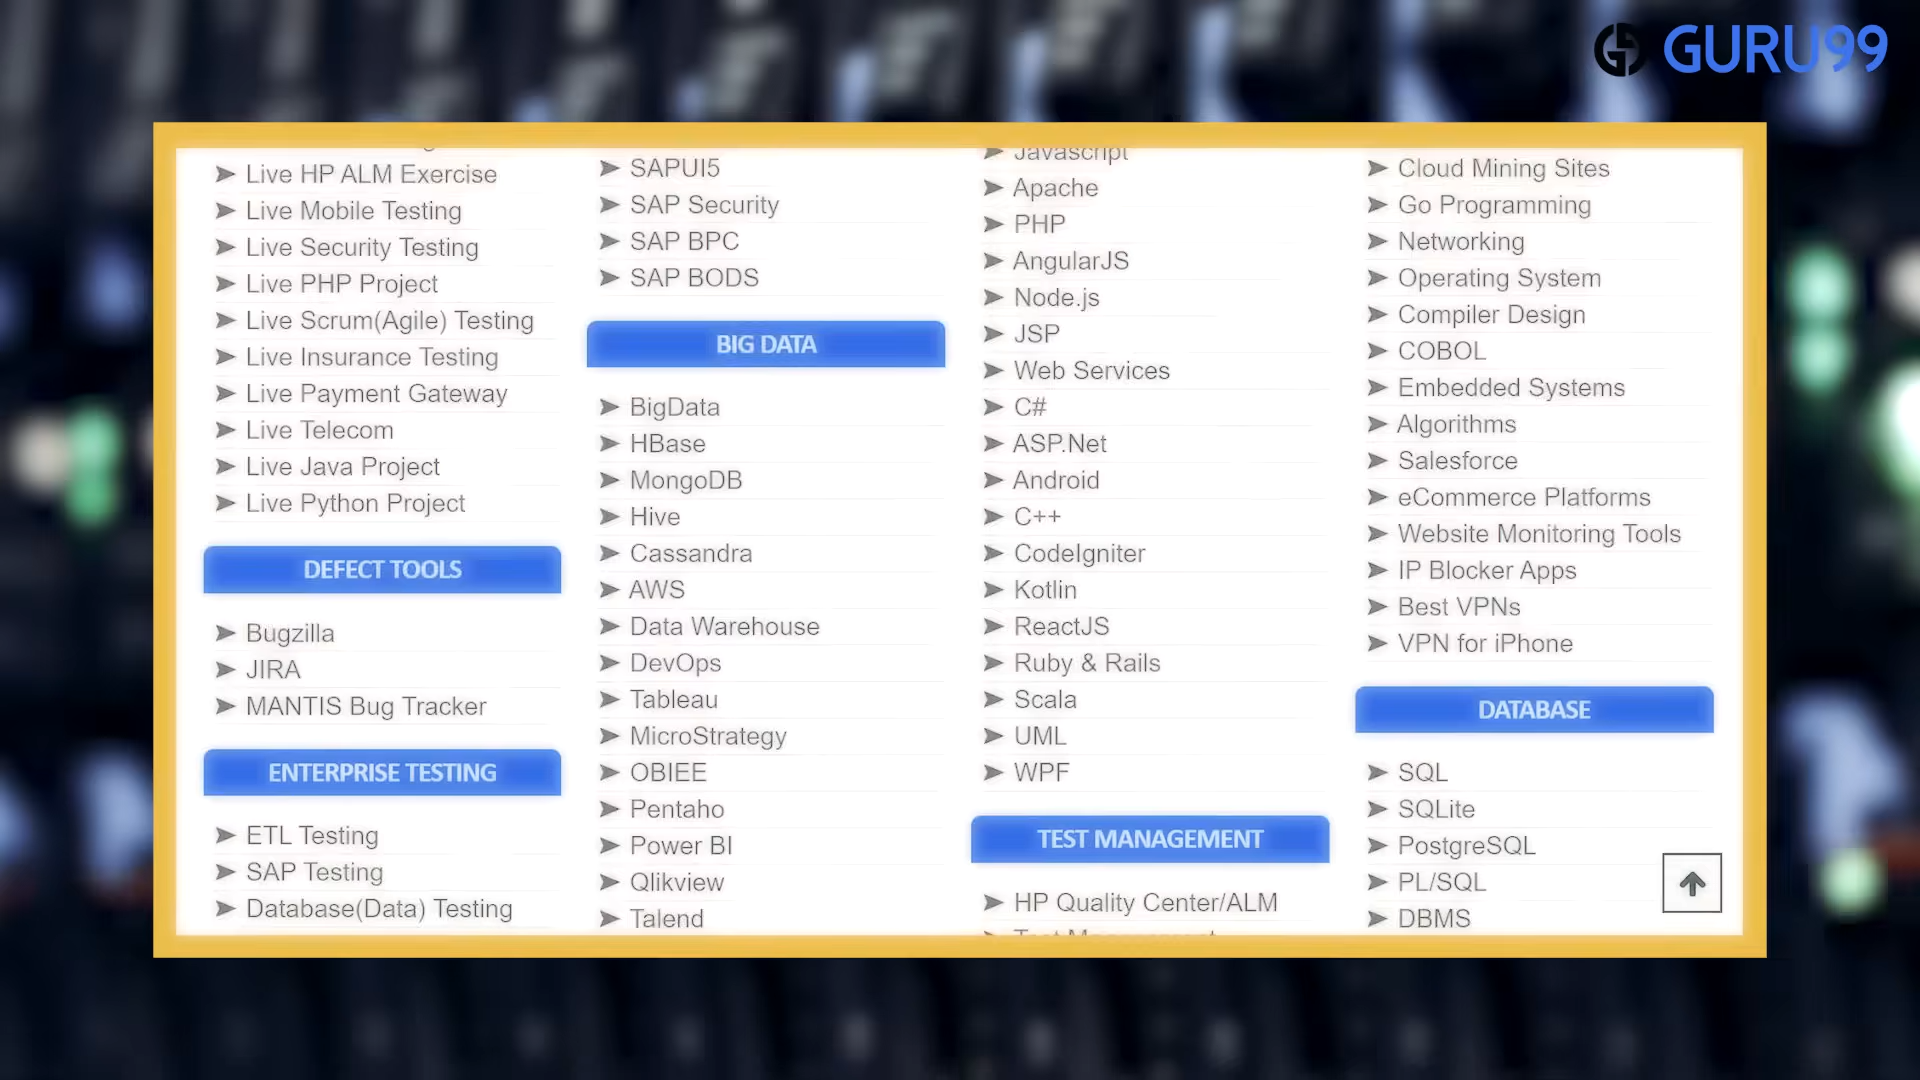 GURU99
Live HP ALM Exercise
Live Mobile Testing
Live Security Testing
Live PHP Project
Live Scrum(Agile) Testing
Live Insurance Testing
Live Payment Gateway
Live Telecom
Live Java Project
Live Python Project
DEFECT TOOLS
Bugzilla
JIRA
MANTIS Bug Tracker
ENTERPRISE TESTING
ETL Testing
SAP Testing
Database(Data) Testing
SAPUI5
SAP Security
SAP BPC
SAP BODS
BIG DATA
BigData
HBase
MongoDB
Hive
Cassandra
AWS
Data Warehouse
DevOps
Tableau
MicroStrategy
OBIEE
Pentaho
Power BI
Qlikview
Talend
Javascript
Apache
PHP
AngularJS
Node.js
JSP
Web Services
C#
ASP.Net
Android
C++
CodeIgniter
Kotlin
ReactJS
Ruby & Rails
Scala
UML
WPF
TEST MANAGEMENT
HP Quality Center/ALM
Cloud Mining Sites
Go Programming
Networking
Operating System
Compiler Design
COBOL
Embedded Systems
Algorithms
Salesforce
eCommerce Platforms
Website Monitoring Tools
IP Blocker Apps
Best VPNs
VPN for iPhone
DATABASE
SQL
SQLite
PostgreSQL
PL/SQL
DBMS